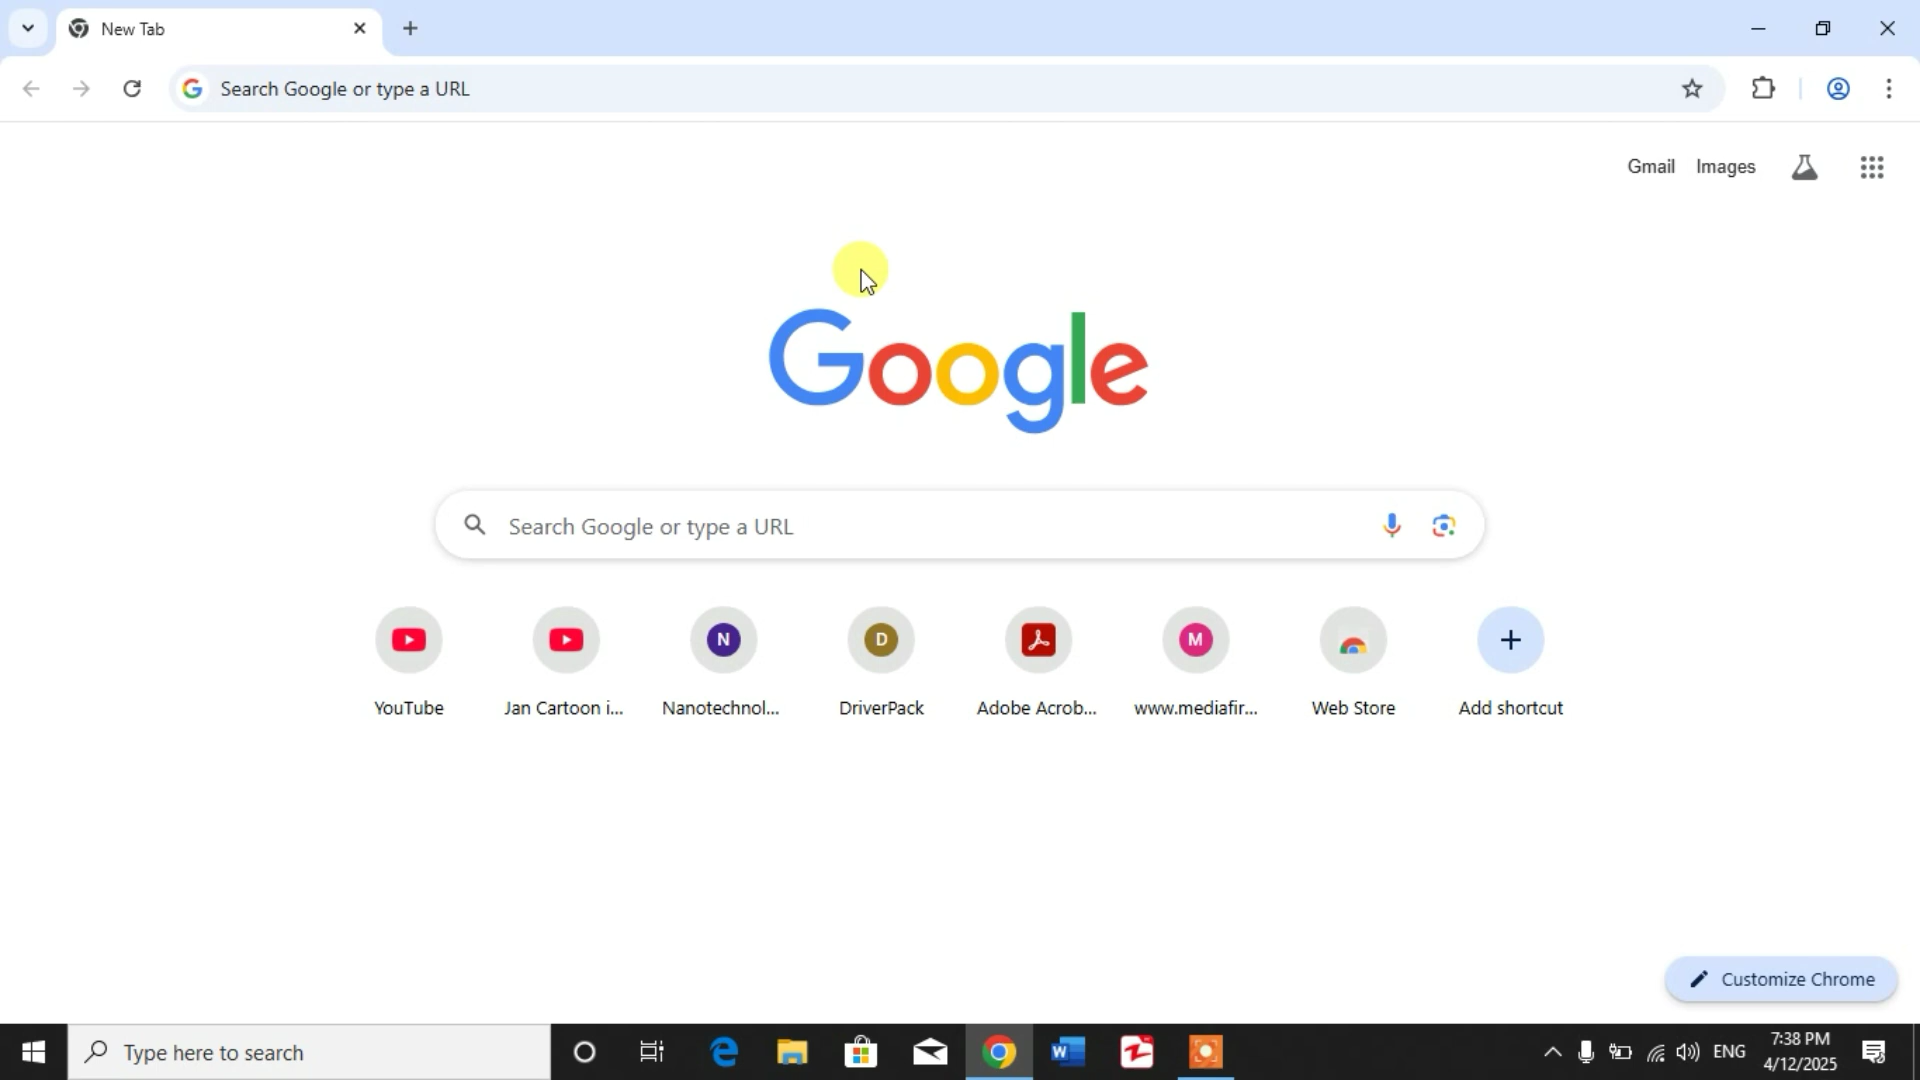 New Tab
Search Google or type a URL
Gmail Images
Google
Search Google or type a URL
N D M
YouTube Jan Cartoon i... Nanotechnol... DriverPack Adobe Acrob... www.mediafir... Web Store Add shortcut
Customize Chrome
Type here to search
W
ENG
7:38 PM
4/12/2025